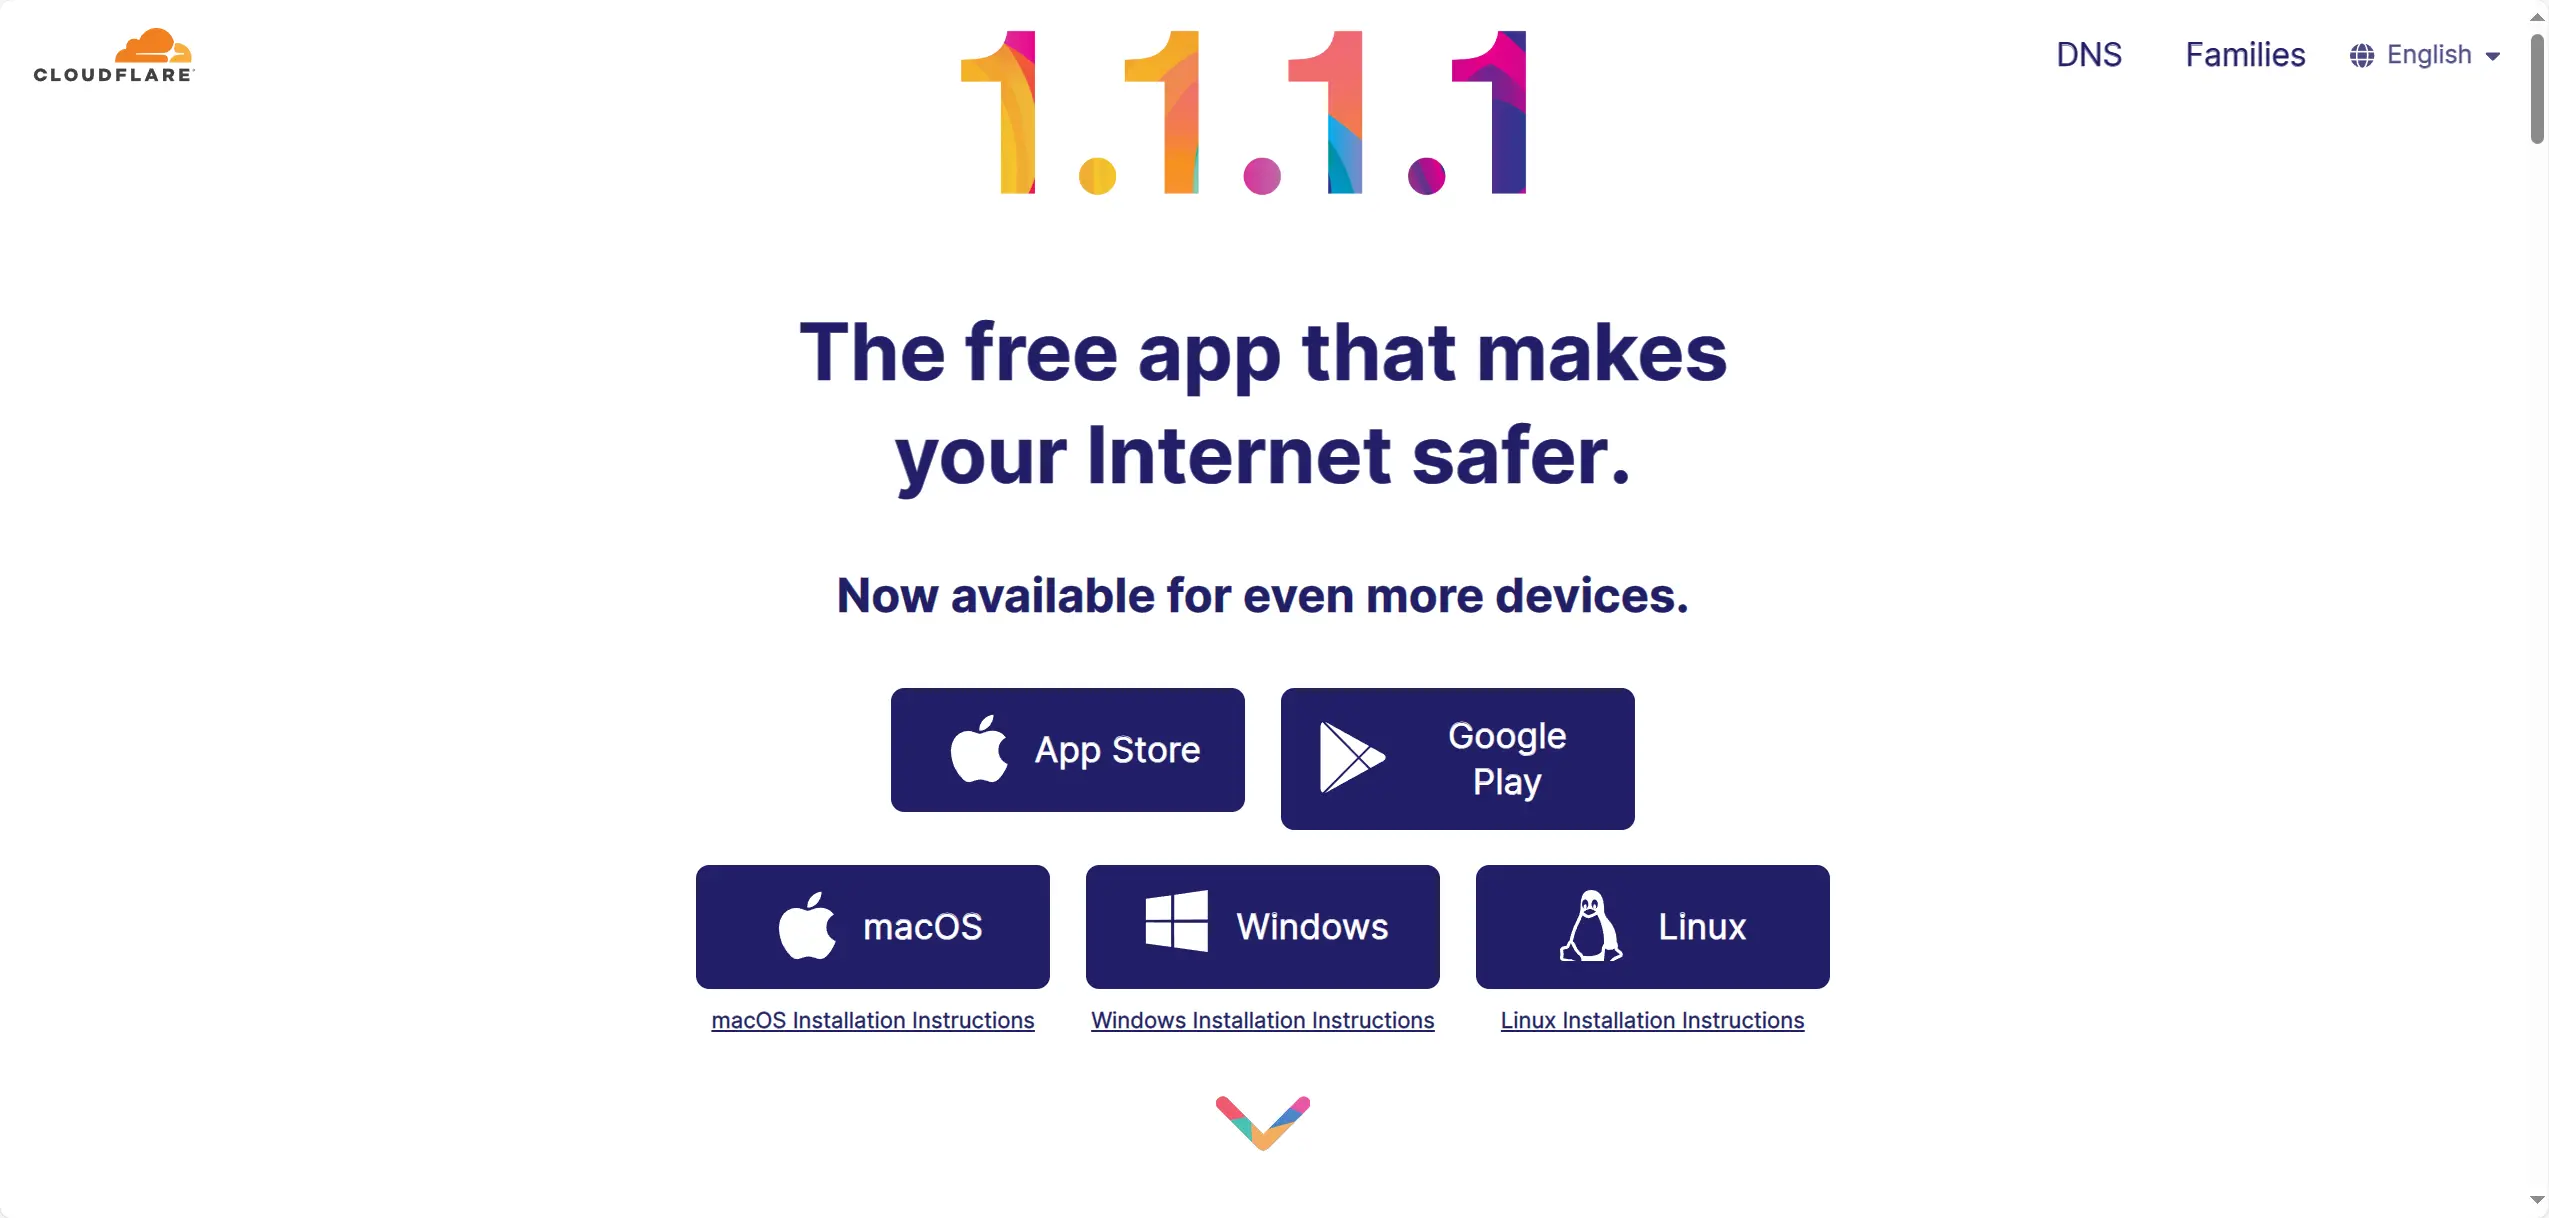 CLOUDFLARE
1.1.1.1
DNS
Families
English
The free app that makes
your Internet safer.
Now available for even more devices.
App Store
Google
Play
macOS
Windows
Linux
macOS Installation Instructions
Windows Installation Instructions
Linux Installation Instructions